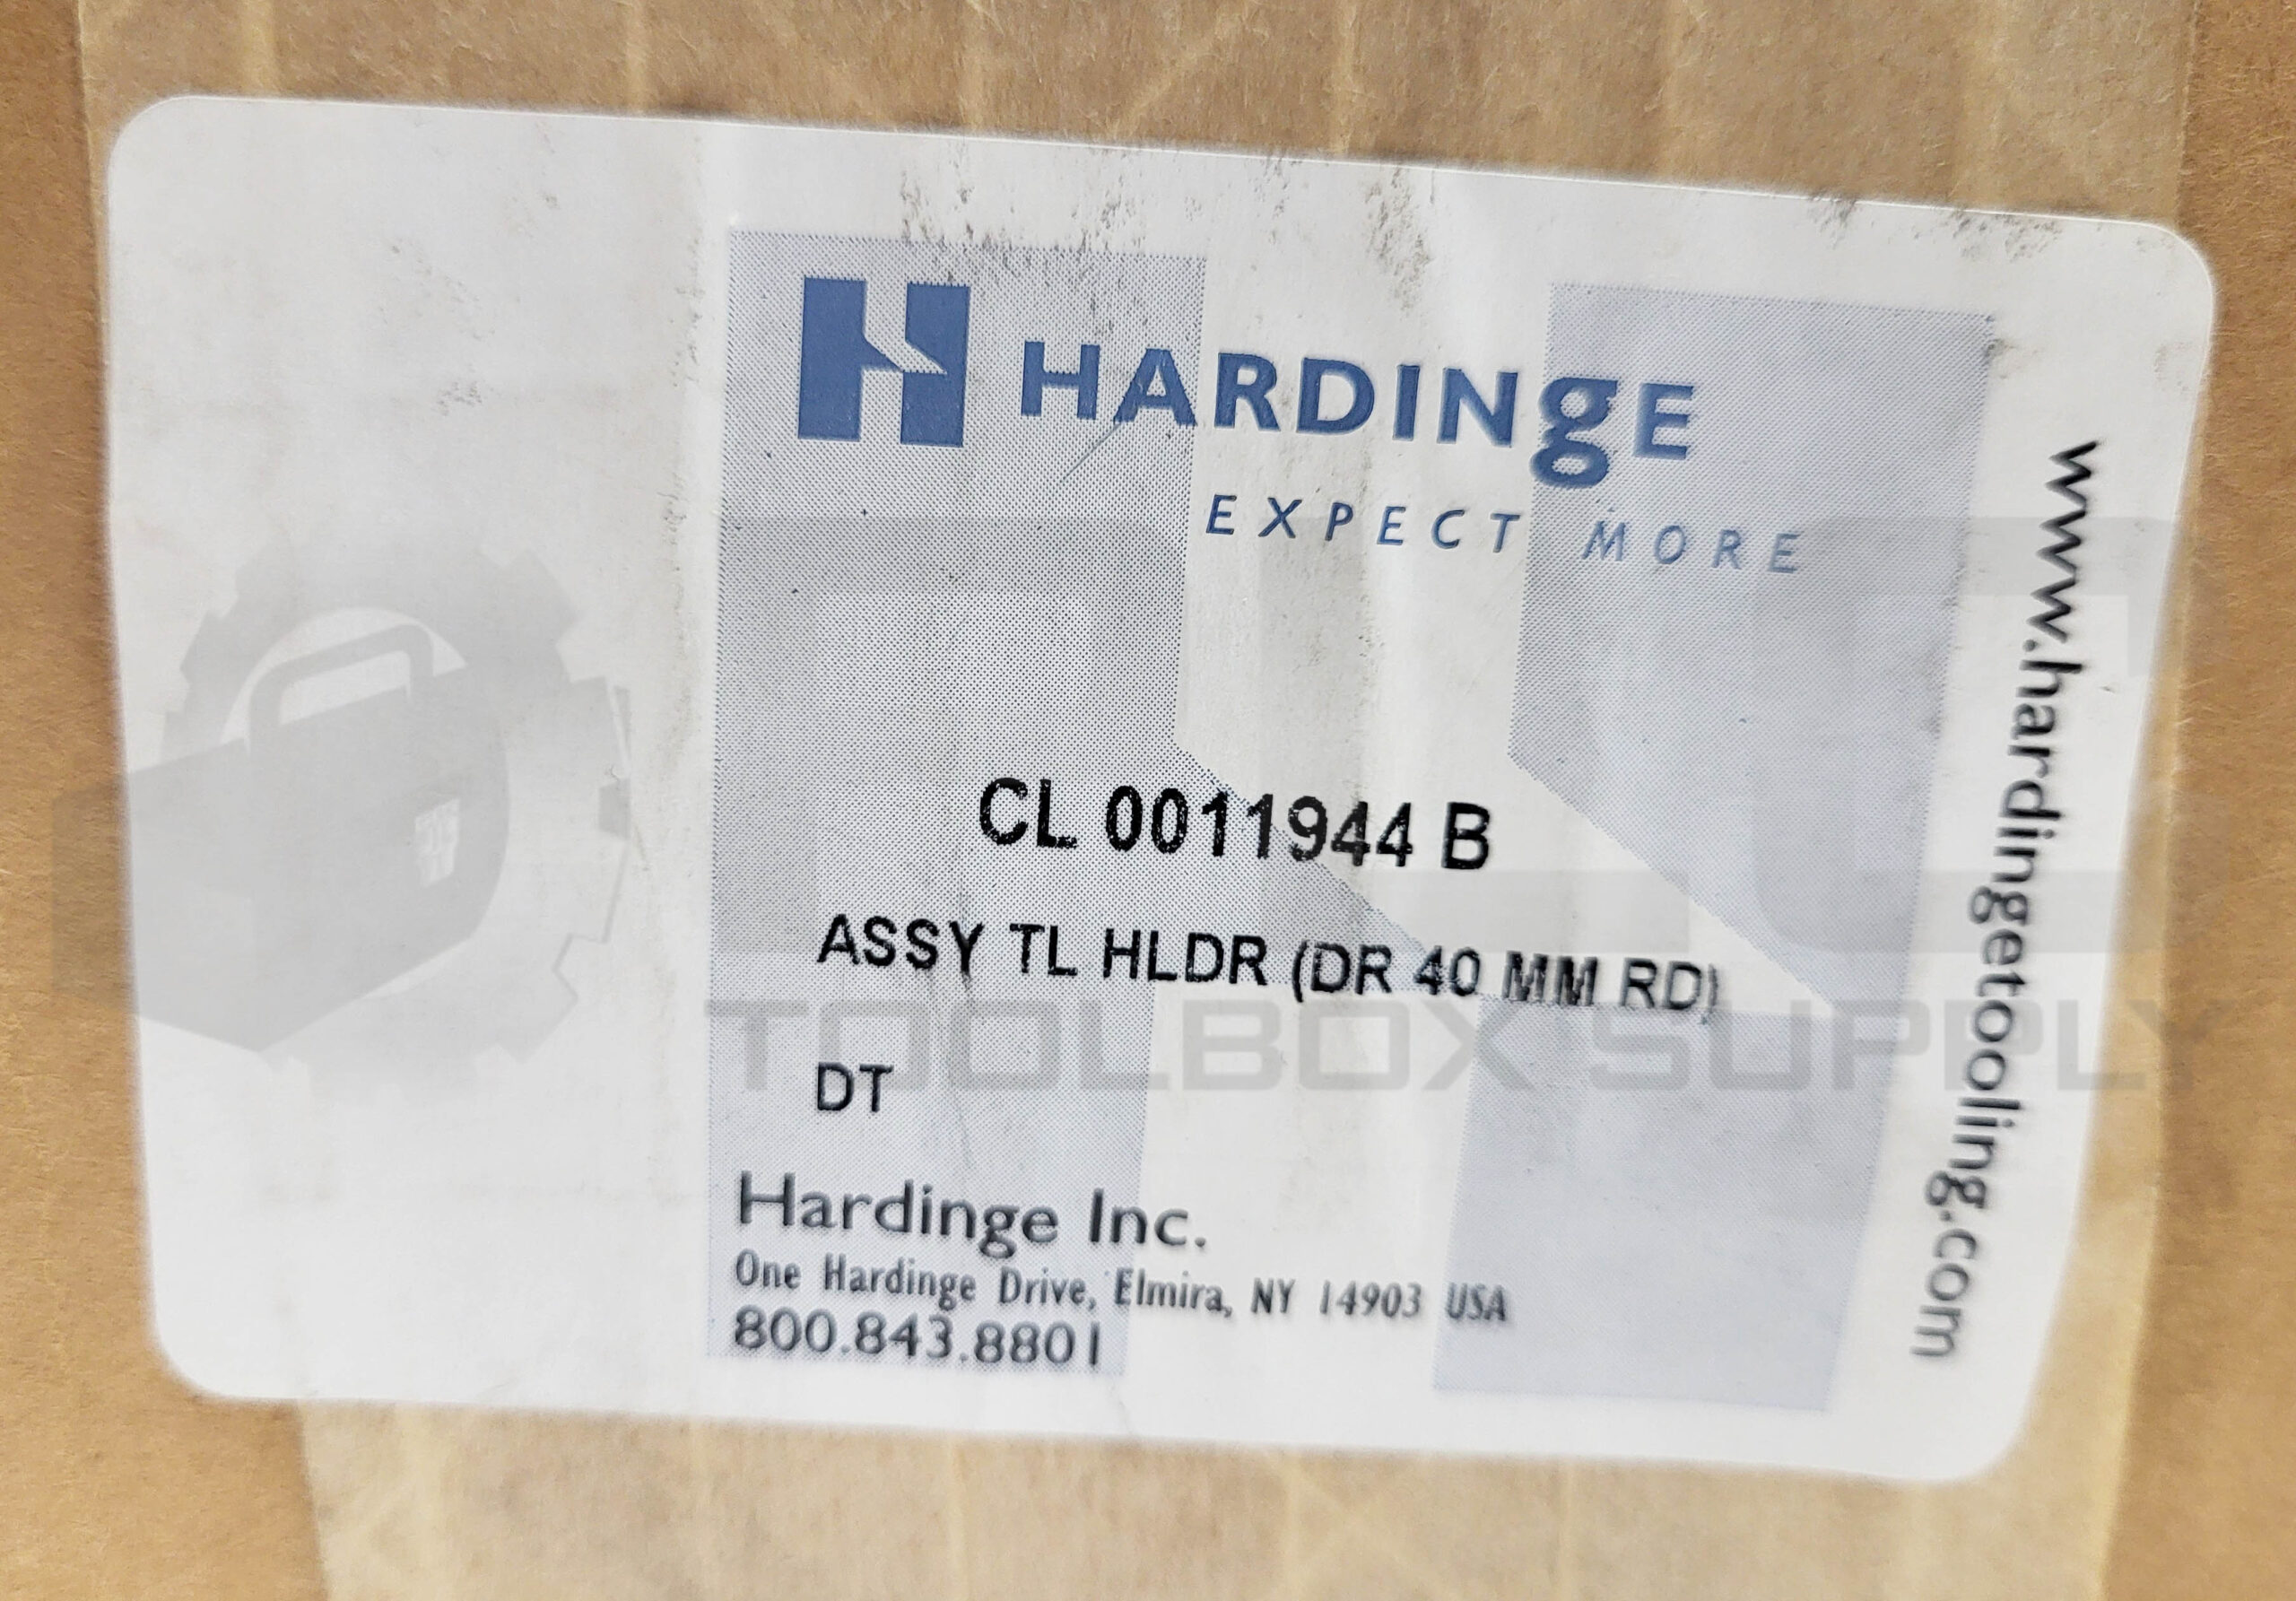 HARDINgE
EXPECT MORE
CL 0011944 B
ASSY TL HLDR (DR 40 MM RD)
DT
Hardinge Inc.
One Hardinge Drive, Elmira, NY 14903 USA
800.843.8801
www.hardingetooling.com
TOOLBOX SUPPLY